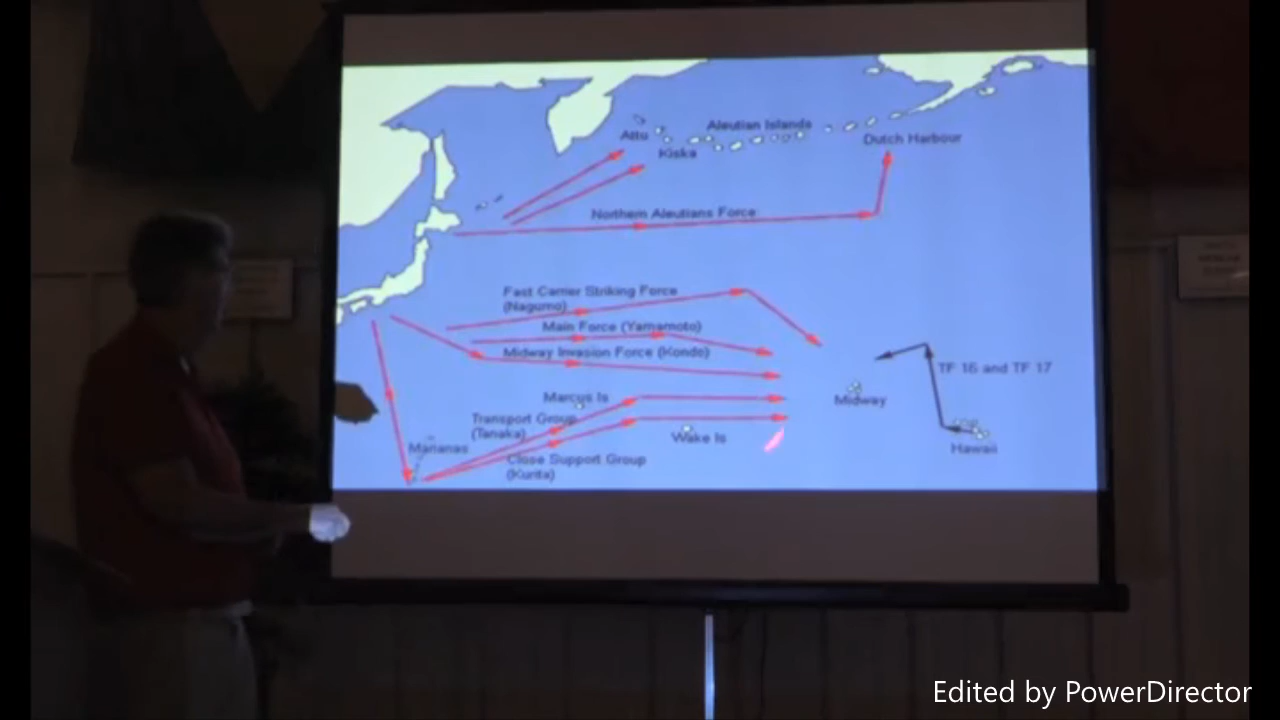 Attu
Aleutian Islands
Kiska
Dutch Harbour
Northern Aleutians Force
Fast Carrier Striking Force
(Nagumo)
Main Force (Yamamoto)
Midway Invasion Force (Kondo)
TF 16 and TF 17
Midway
Marcus Is
Transport Group
(Tanaka)
Wake Is
Marianas
Hawaii
Close Support Group
(Kurita)
Edited by PowerDirector